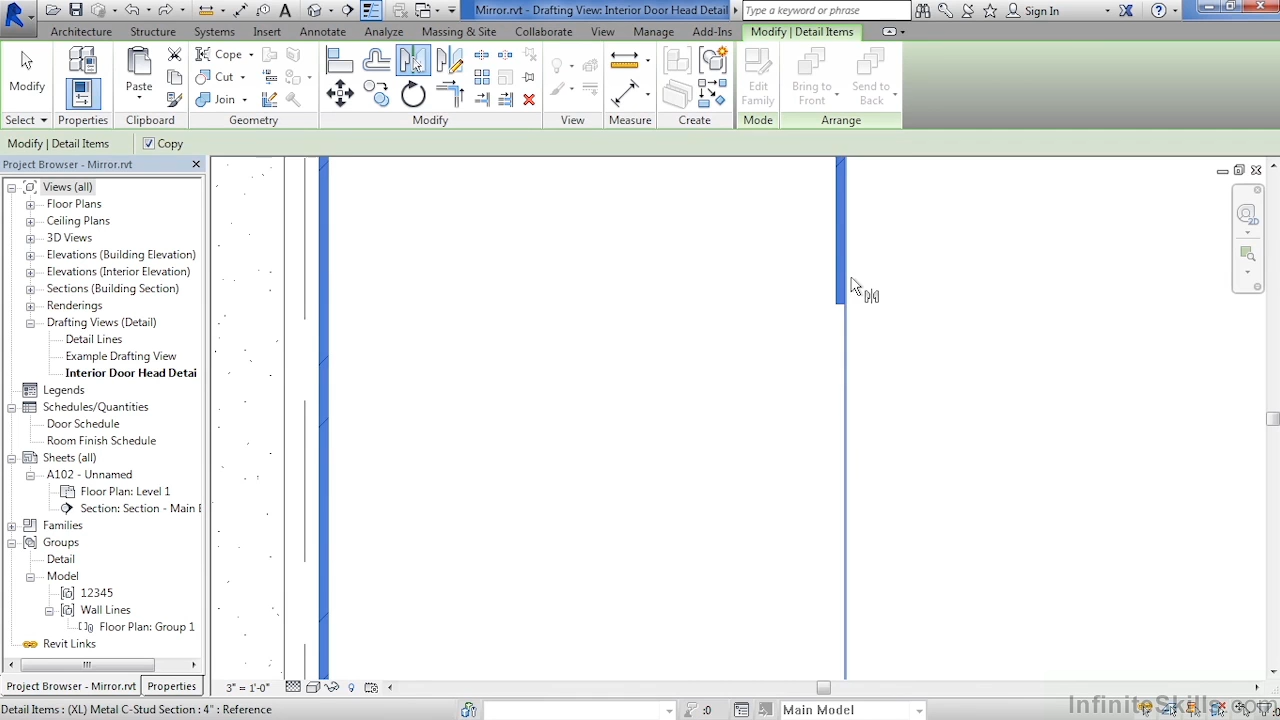 Mirror.rvt - Drafting View: Interior Door Head Detail
Type a keyword or phrase
Sign In
Architecture Structure Systems Insert Annotate Analyze Massing & Site Collaborate View Manage Add-Ins Modify | Detail Items
Modify
Paste
Cope
Cut
Join
Edit
Family
Bring to
Front
Send to
Back
Select Properties Clipboard Geometry Modify View Measure Create Mode Arrange
Modify | Detail Items
Copy
Project Browser - Mirror.rvt
Views (all)
Floor Plans
Ceiling Plans
3D Views
Elevations (Building Elevation)
Elevations (Interior Elevation)
Sections (Building Section)
Renderings
Drafting Views (Detail)
Detail Lines
Example Drafting View
Interior Door Head Detai
Legends
Schedules/Quantities
Door Schedule
Room Finish Schedule
Sheets (all)
A102 - Unnamed
Floor Plan: Level 1
Section: Section - Main E
Families
Groups
Detail
Model
12345
Wall Lines
Floor Plan: Group 1
Revit Links
2D
Project Browser - Mirror.rvt Properties
3" = 1'-0"
Detail Items : (XL) Metal C-Stud Section: 4" : Reference
:0
Main Model
InfiniteSkills.com